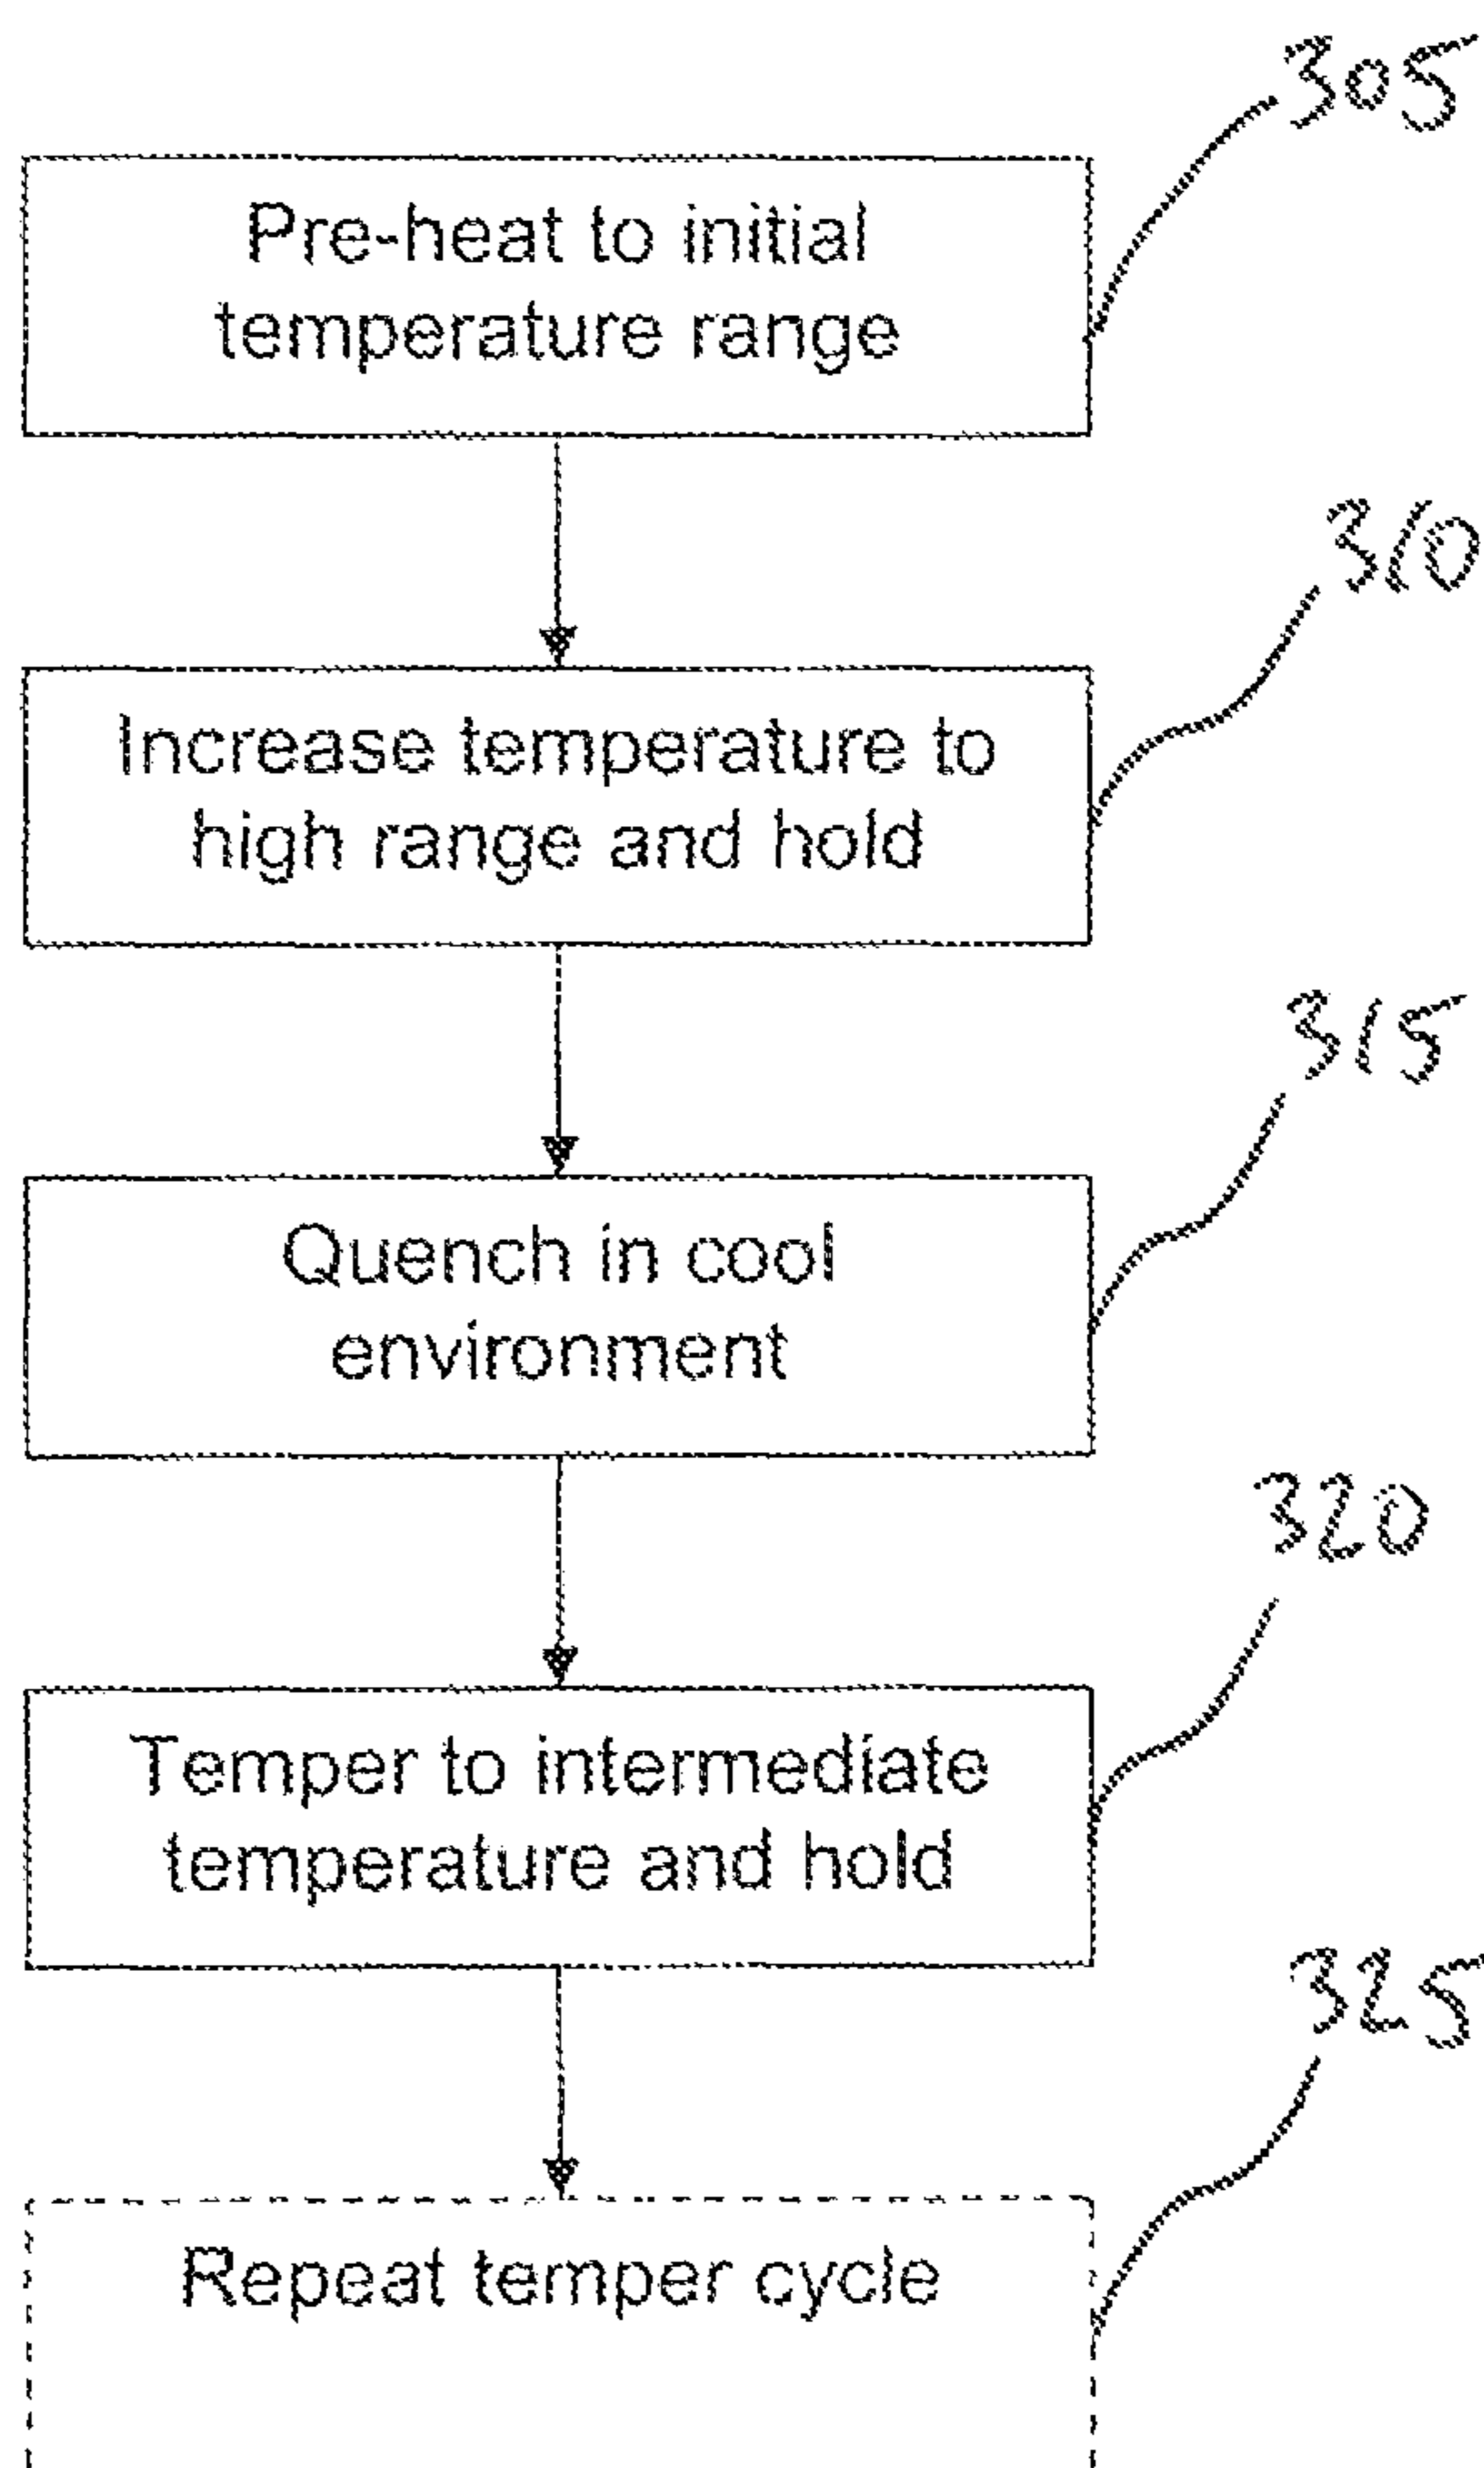 305
Pre-heat to initial
temperature range
310
Increase temperature to
high range and hold
315
Quench in cool
environment
320
Temper to intermediate
temperature and hold
325
Repeat temper cycle